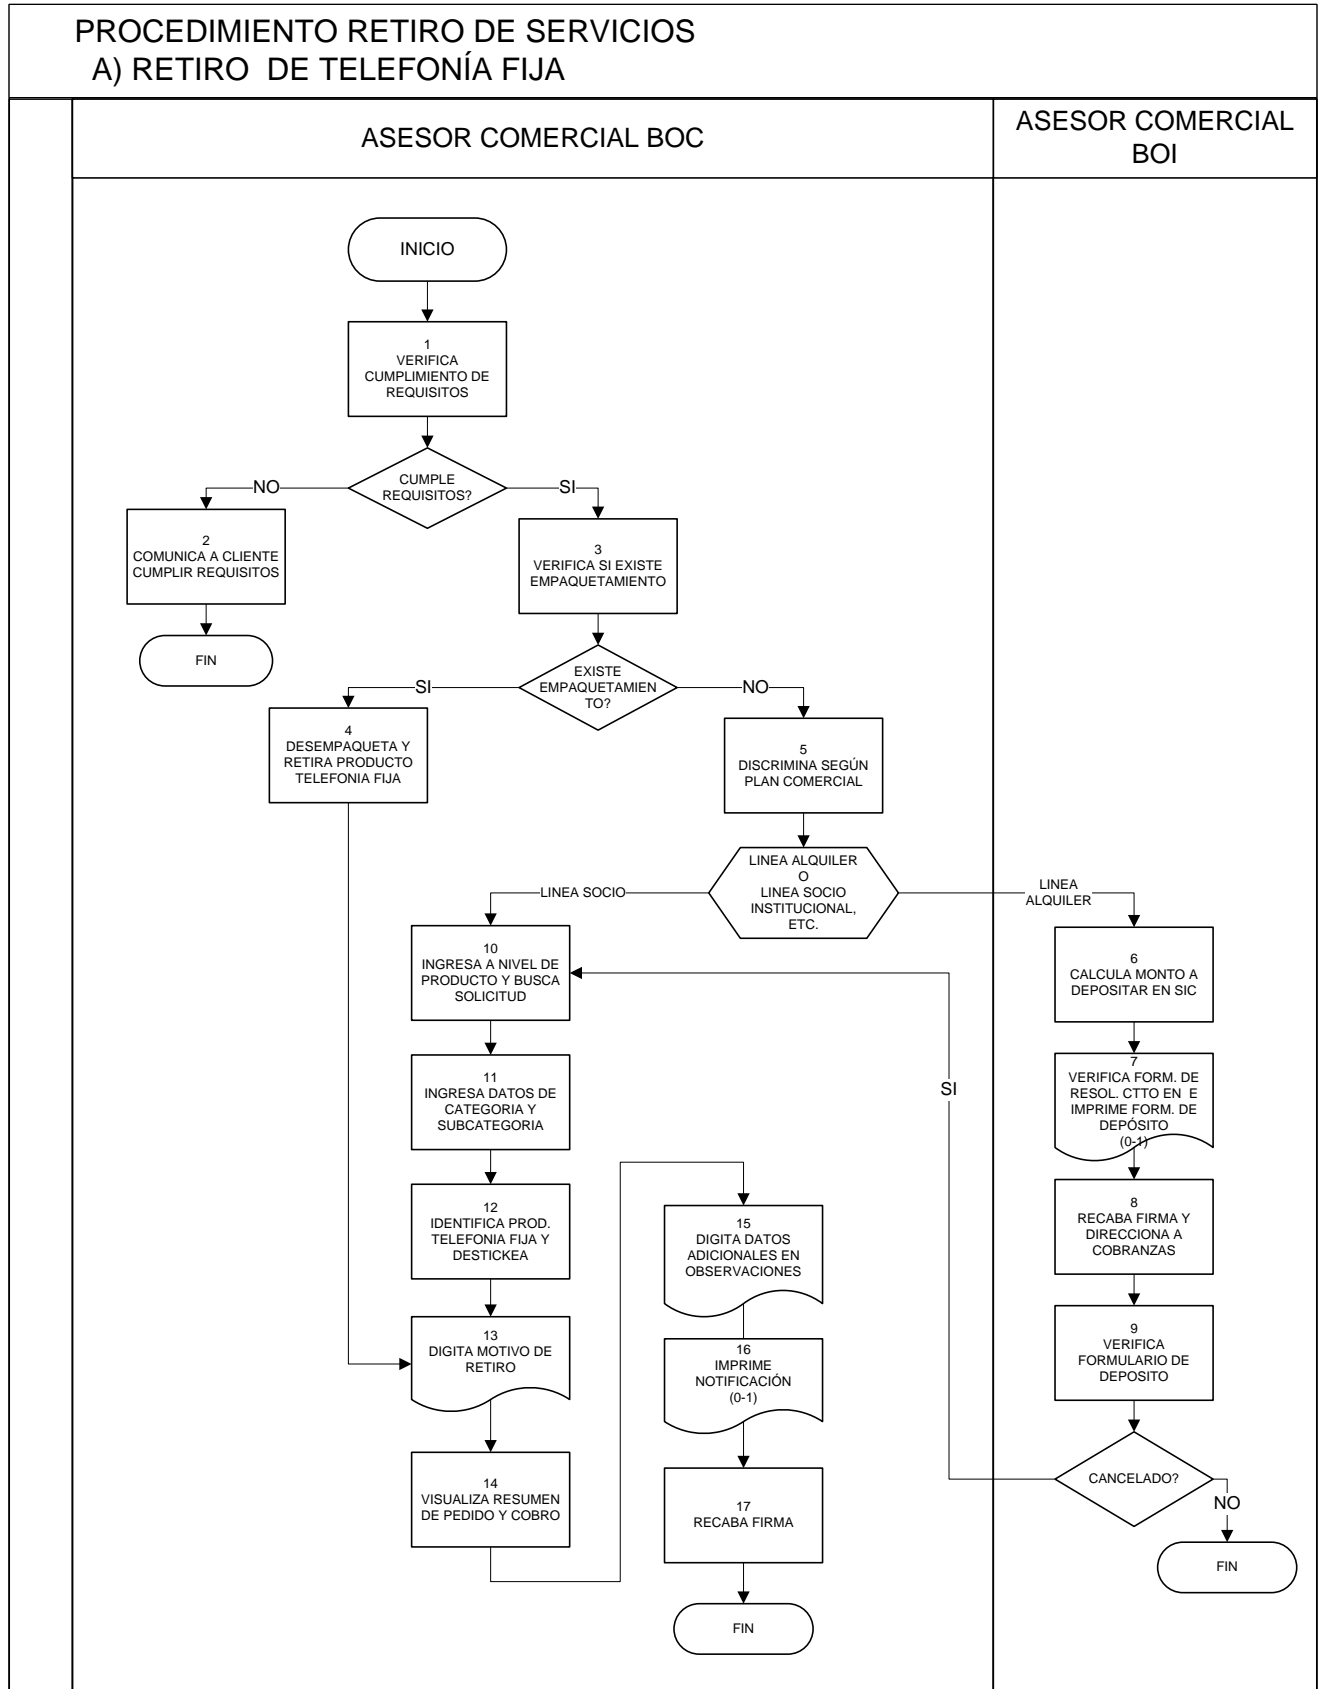 PROCEDIMIENTO RETIRO DE SERVICIOS
A) RETIRO DE TELEFONÍA FIJA
ASESOR COMERCIAL BOC
ASESOR COMERCIAL
BOI
INICIO
1
VERIFICA
CUMPLIMIENTO DE
REQUISITOS
CUMPLE
REQUISITOS?
NO
SI
2
COMUNICA A CLIENTE
CUMPLIR REQUISITOS
FIN
3
VERIFICA SI EXISTE
EMPAQUETAMIENTO
EXISTE
EMPAQUETAMIEN
TO?
SI
NO
4
DESEMPAQUETA Y
RETIRA PRODUCTO
TELEFONIA FIJA
5
DISCRIMINA SEGÚN
PLAN COMERCIAL
LINEA ALQUILER
O
LINEA SOCIO
INSTITUCIONAL,
ETC.
LINEA SOCIO
LINEA
ALQUILER
10
INGRESA A NIVEL DE
PRODUCTO Y BUSCA
SOLICITUD
6
CALCULA MONTO A
DEPOSITAR EN SIC
11
INGRESA DATOS DE
CATEGORIA Y
SUBCATEGORIA
7
VERIFICA FORM. DE
RESOL. CTTO EN E
IMPRIME FORM. DE
DEPÓSITO
(0-1)
SI
12
IDENTIFICA PROD.
TELEFONIA FIJA Y
DESTICKEA
15
DIGITA DATOS
ADICIONALES EN
OBSERVACIONES
8
RECABA FIRMA Y
DIRECCIONA A
COBRANZAS
13
DIGITA MOTIVO DE
RETIRO
16
IMPRIME
NOTIFICACIÓN
(0-1)
9
VERIFICA
FORMULARIO DE
DEPOSITO
14
VISUALIZA RESUMEN
DE PEDIDO Y COBRO
17
RECABA FIRMA
CANCELADO?
NO
FIN
FIN